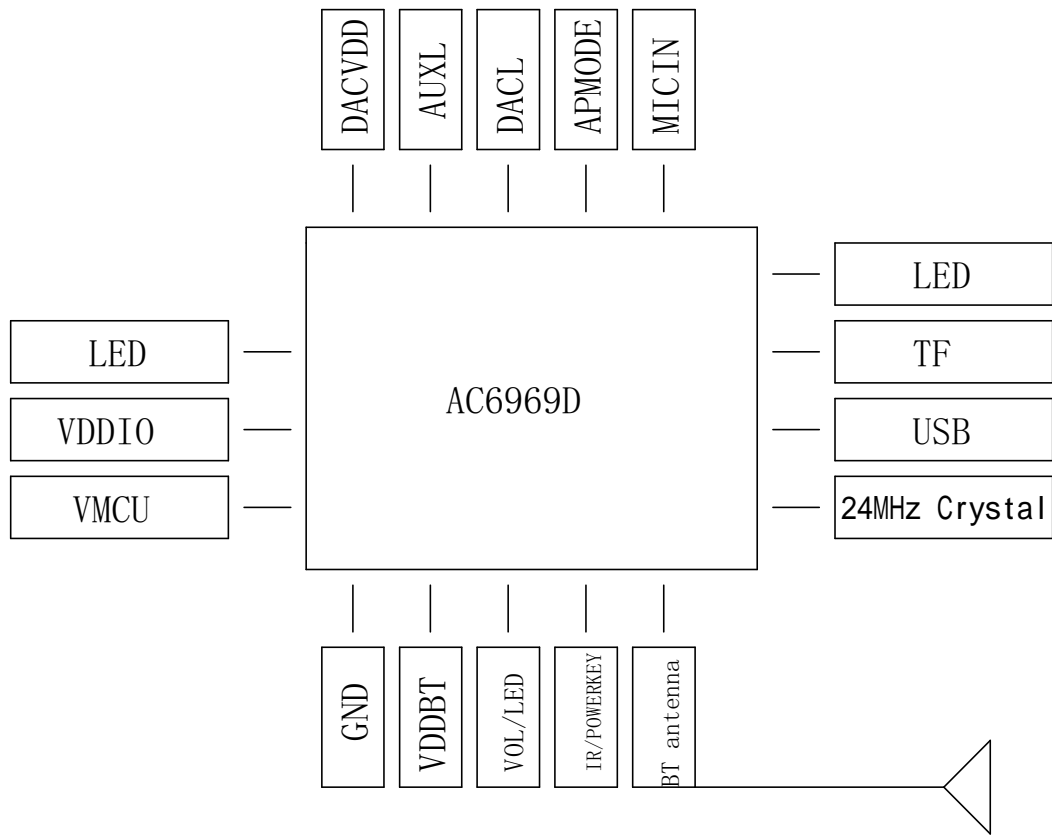 DACVDD
AUXL
DACL
APMODE
MICIN
LED
LED
TF
VDDIO
AC6969D
USB
VMCU
24MHz Crystal
GND
VDDBT
VOL/LED
IR/POWERKEY
BT antenna